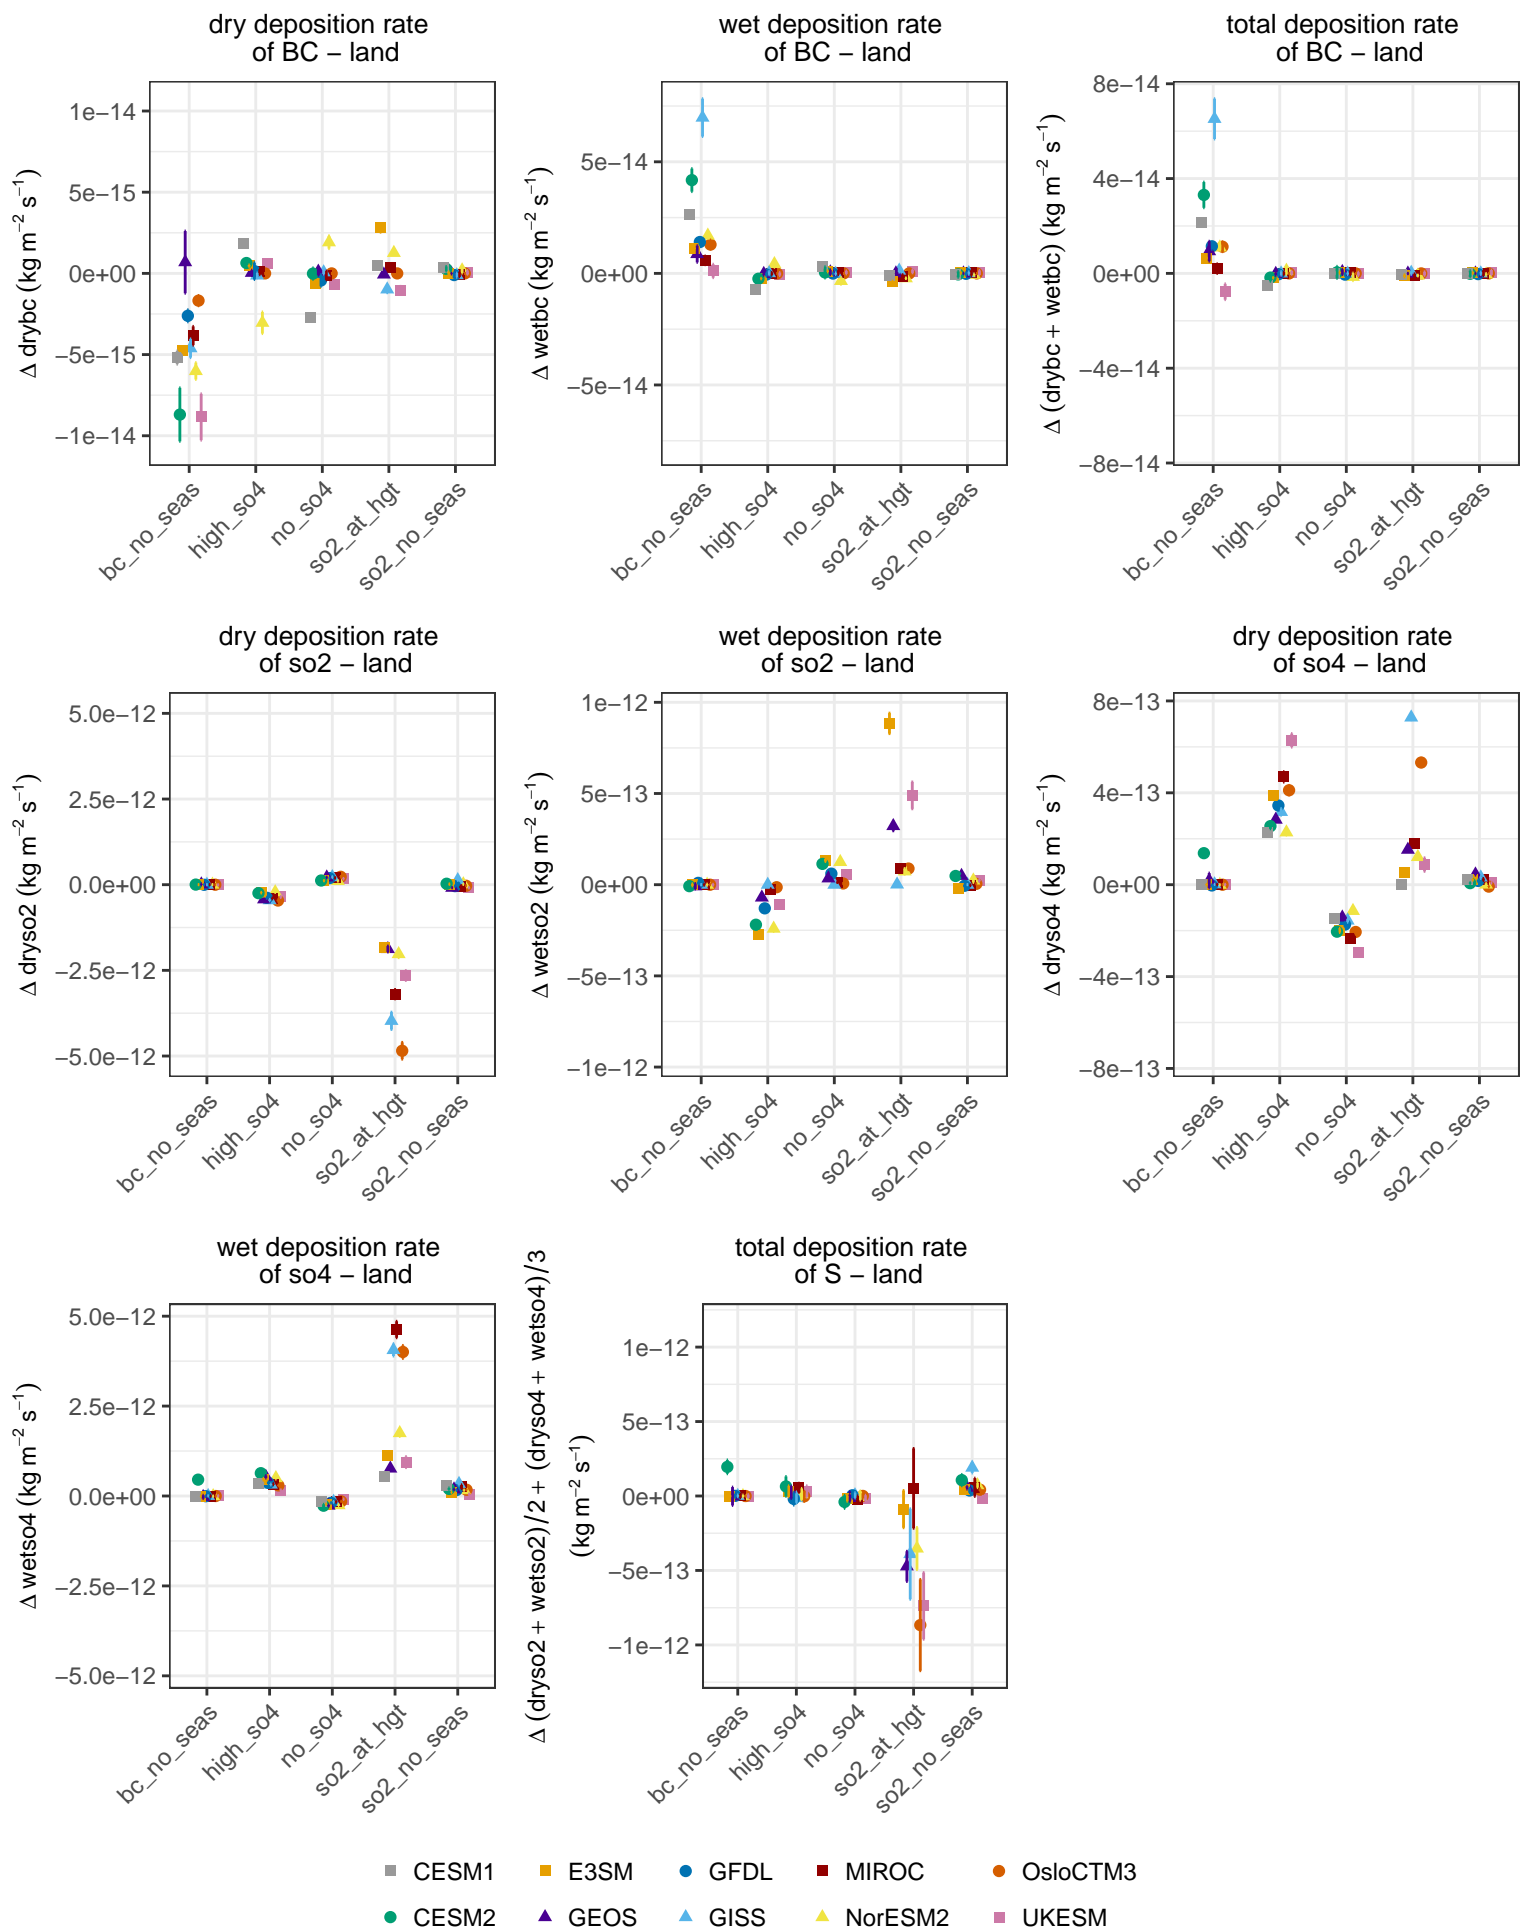 dry deposition rate
of BC − land
Δ drybc (kg m−2 s−1)
1e−14
5e−15
0e+00
−5e−15
−1e−14
bc_no_seas
high_so4
no_so4
so2_at_hgt
so2_no_seas
wet deposition rate
of BC − land
Δ wetbc (kg m−2 s−1)
5e−14
0e+00
−5e−14
bc_no_seas
high_so4
no_so4
so2_at_hgt
so2_no_seas
total deposition rate
of BC − land
Δ (drybc + wetbc) (kg m−2 s−1)
8e−14
4e−14
0e+00
−4e−14
−8e−14
bc_no_seas
high_so4
no_so4
so2_at_hgt
so2_no_seas
dry deposition rate
of so2 − land
Δ dryso2 (kg m−2 s−1)
5.0e−12
2.5e−12
0.0e+00
−2.5e−12
−5.0e−12
bc_no_seas
high_so4
no_so4
so2_at_hgt
so2_no_seas
wet deposition rate
of so2 − land
Δ wetso2 (kg m−2 s−1)
1e−12
5e−13
0e+00
−5e−13
−1e−12
bc_no_seas
high_so4
no_so4
so2_at_hgt
so2_no_seas
dry deposition rate
of so4 − land
Δ dryso4 (kg m−2 s−1)
8e−13
4e−13
0e+00
−4e−13
−8e−13
bc_no_seas
high_so4
no_so4
so2_at_hgt
so2_no_seas
wet deposition rate
of so4 − land
Δ wetso4 (kg m−2 s−1)
5.0e−12
2.5e−12
0.0e+00
−2.5e−12
−5.0e−12
bc_no_seas
high_so4
no_so4
so2_at_hgt
so2_no_seas
total deposition rate
of S − land
Δ (dryso2 + wetso2)/2 + (dryso4 + wetso4)/3
(kg m−2 s−1)
1e−12
5e−13
0e+00
−5e−13
−1e−12
bc_no_seas
high_so4
no_so4
so2_at_hgt
so2_no_seas
CESM1 E3SM GFDL MIROC OsloCTM3
CESM2 GEOS GISS NorESM2 UKESM